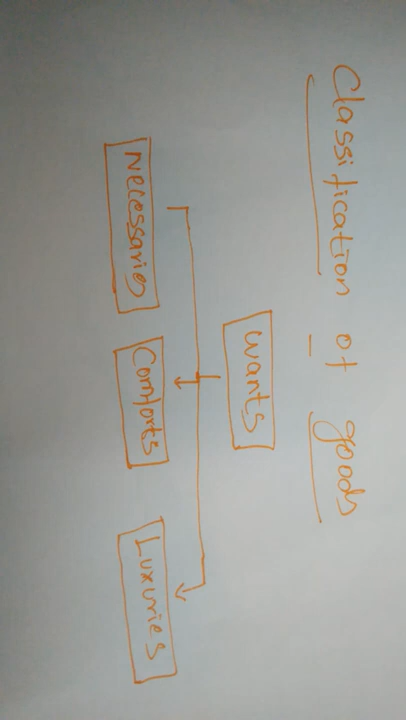 Classification of goods
Wants
Necessaries
Comforts
Luxuries